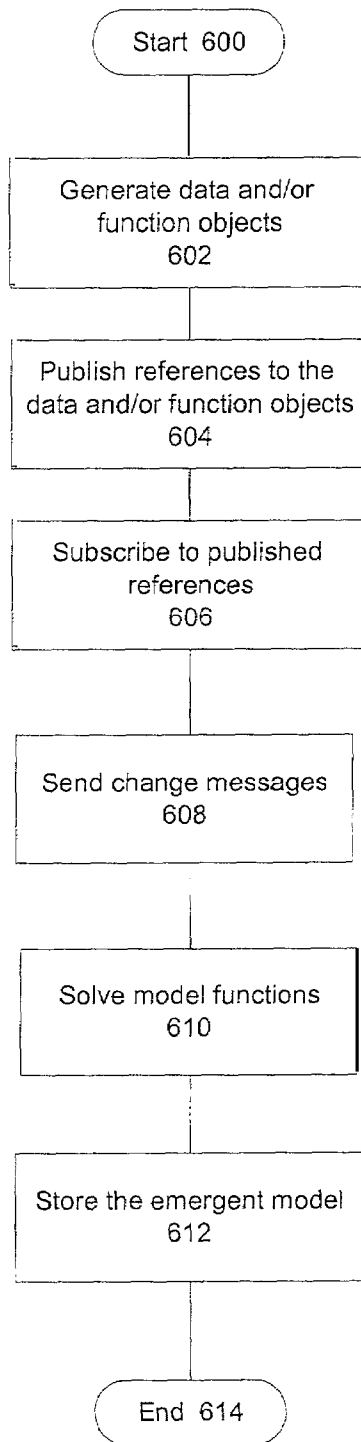 Start 600
Generate data and/or
function objects
602
Publish references to the
data and/or function objects
604
Subscribe to published
references
606
Send change messages
608
Solve model functions
610
Store the emergent model
612
End 614